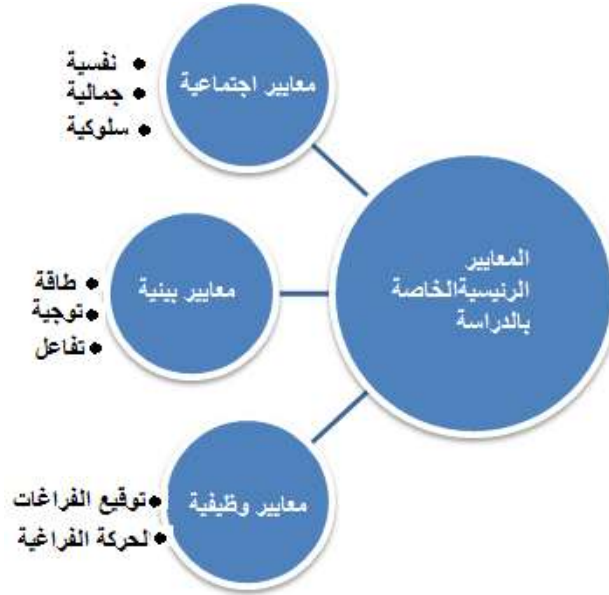 المعايير
الرئيسيةالخاصة
بالدراسة
معايير اجتماعية
نفسية
جمالية
سلوكية
معايير بيئية
طاقة
توجية
تفاعل
معايير وظيفية
توقيع الفراغات
لحركة الفراغية